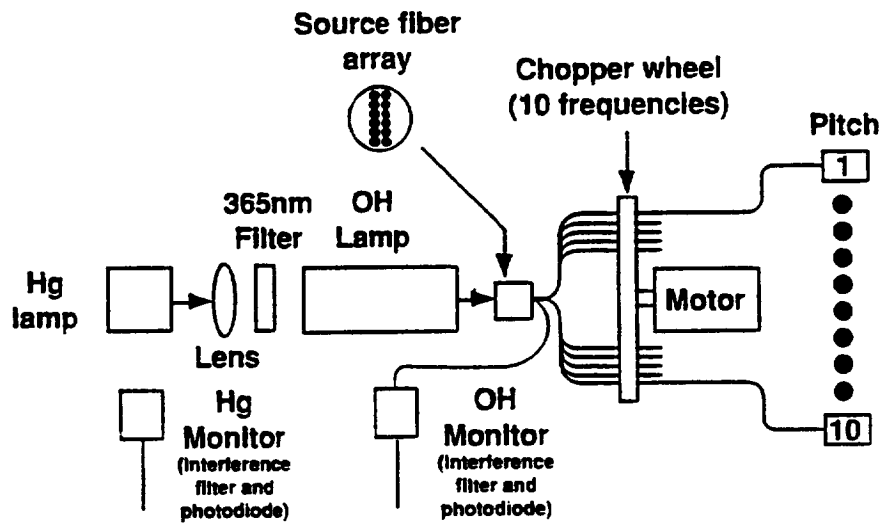 Source fiber
array
Chopper wheel
(10 frequencies)
Pitch
1
365nm
Filter
OH
Lamp
Hg
lamp
Motor
Lens
Hg
Monitor
(Interference
filter and
photodiode)
OH
Monitor
(Interference
filter and
photodiode)
10